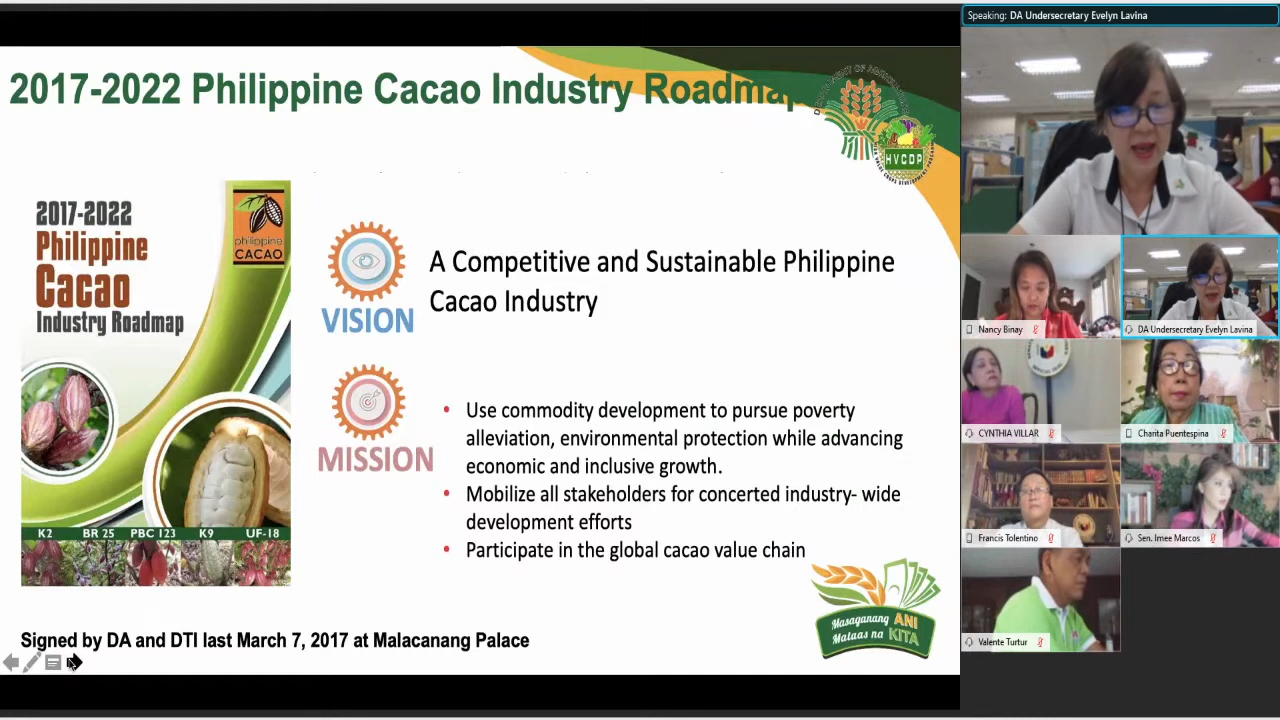 Speaking: DA Undersecretary Evelyn Lavina
2017-2022 Philippine Cacao Industry Roadmap
DEPARTMENT OF AGRICULTURE
HVCDP
2017-2022
Philippine
Cacao
Industry Roadmap
philippine
CACAO
K2 BR 25 PBC 123 K9 UF-18
VISION
A Competitive and Sustainable Philippine
Cacao Industry
MISSION
• Use commodity development to pursue poverty
alleviation, environmental protection while advancing
economic and inclusive growth.
• Mobilize all stakeholders for concerted industry- wide
development efforts
• Participate in the global cacao value chain
Masaganang ANI
Mataas na KITA
Signed by DA and DTI last March 7, 2017 at Malacanang Palace
Nancy Binay
DA Undersecretary Evelyn Lavina
CYNTHIA VILLAR
Charita Puentespina
Francis Tolentino
Sen. Imee Marcos
Valente Turtur